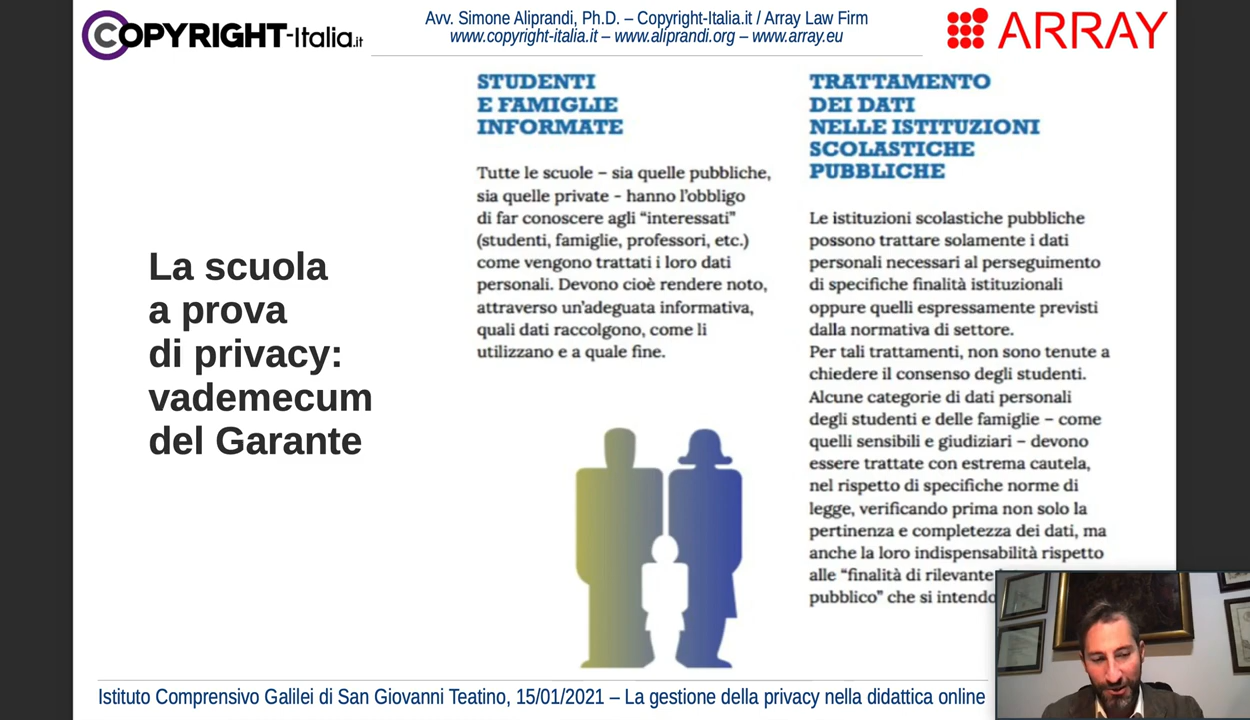 COPYRIGHT-Italia.it
Avv. Simone Aliprandi, Ph.D. – Copyright-Italia.it / Array Law Firm
www.copyright-italia.it – www.aliprandi.org – www.array.eu
ARRAY
La scuola
a prova
di privacy:
vademecum
del Garante
STUDENTI
E FAMIGLIE
INFORMATE
Tutte le scuole – sia quelle pubbliche,
sia quelle private - hanno l’obbligo
di far conoscere agli “interessati”
(studenti, famiglie, professori, etc.)
come vengono trattati i loro dati
personali. Devono cioè rendere noto,
attraverso un’adeguata informativa,
quali dati raccolgono, come li
utilizzano e a quale fine.
TRATTAMENTO
DEI DATI
NELLE ISTITUZIONI
SCOLASTICHE
PUBBLICHE
Le istituzioni scolastiche pubbliche
possono trattare solamente i dati
personali necessari al perseguimento
di specifiche finalità istituzionali
oppure quelli espressamente previsti
dalla normativa di settore.
Per tali trattamenti, non sono tenute a
chiedere il consenso degli studenti.
Alcune categorie di dati personali
degli studenti e delle famiglie – come
quelli sensibili e giudiziari – devono
essere trattate con estrema cautela,
nel rispetto di specifiche norme di
legge, verificando prima non solo la
pertinenza e completezza dei dati, ma
anche la loro indispensabilità rispetto
alle “finalità di rilevante
pubblico” che si intendo
Istituto Comprensivo Galilei di San Giovanni Teatino, 15/01/2021 – La gestione della privacy nella didattica online